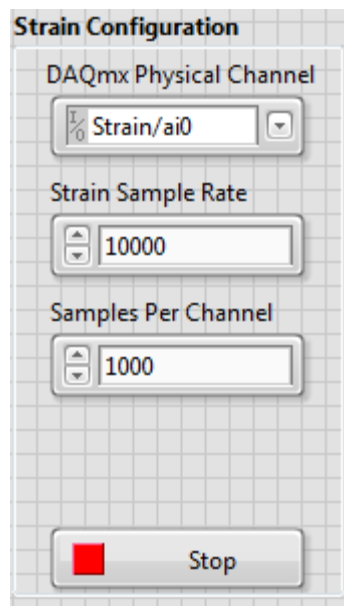 Strain Configuration
DAQmx Physical Channel
I/O Strain/ai0
Strain Sample Rate
10000
Samples Per Channel
1000
Stop